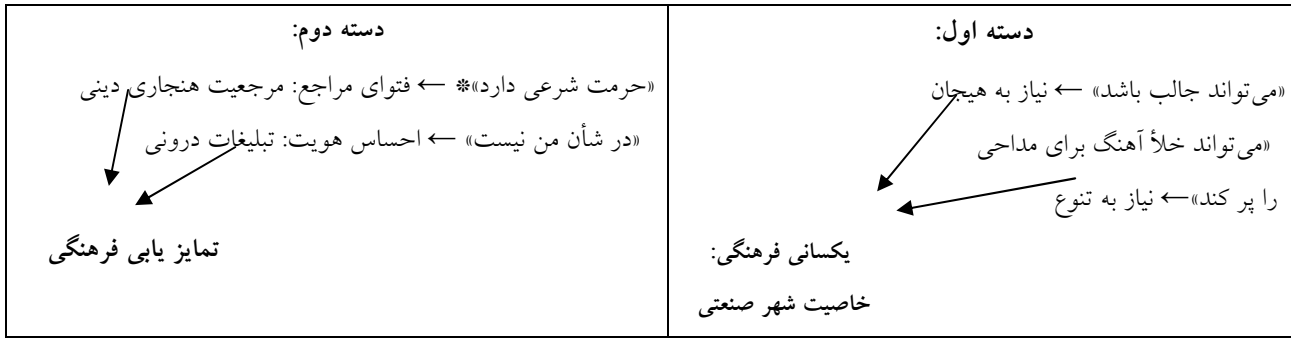 دسته اول:
«می‌تواند جالب باشد» ← نیاز به هیجان
«می‌تواند خلأ آهنگ برای مداحی
را پر کند»← نیاز به تنوع
یکسانی فرهنگی:
خاصیت شهر صنعتی
دسته دوم:
«حرمت شرعی دارد»* ← فتوای مراجع: مرجعیت هنجاری دینی
«در شأن من نیست» ← احساس هویت: تبلیغات درونی
تمایز یابی فرهنگی